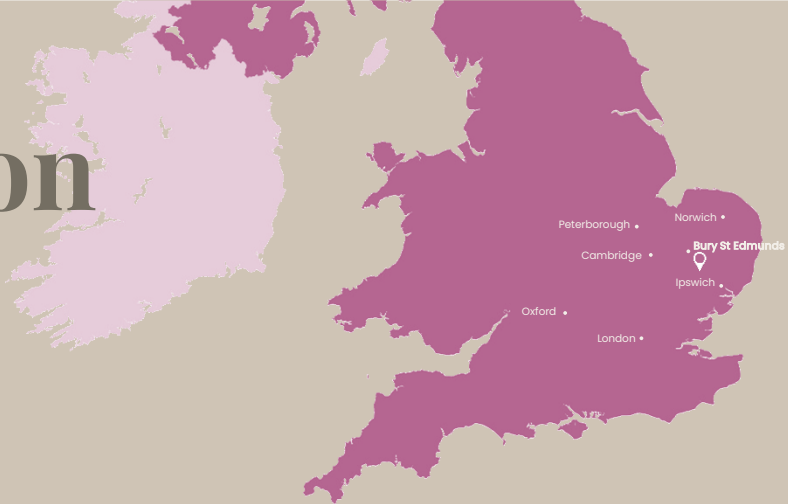 on
Peterborough
Norwich
Bury St Edmunds
Cambridge
Ipswich
Oxford
London